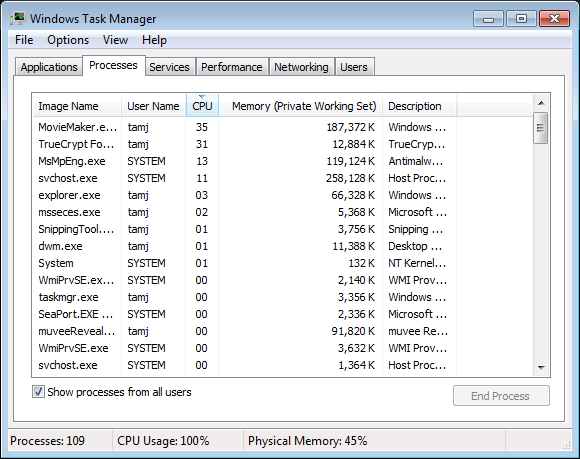 Windows Task Manager
File Options View Help
Applications Processes Services Performance Networking Users
Image Name User Name CPU Memory (Private Working Set) Description
MovieMaker.e... tamj 35 187,372 K Windows ...
TrueCrypt Fo... tamj 31 12,884 K TrueCryp...
MsMpEng.exe SYSTEM 13 119,124 K Antimalw...
svchost.exe SYSTEM 11 258,128 K Host Proc...
explorer.exe tamj 03 66,328 K Windows ...
msseces.exe tamj 02 5,368 K Microsoft ...
SnippingTool.... tamj 01 3,756 K Snipping ...
dwm.exe tamj 01 11,388 K Desktop ...
System SYSTEM 01 132 K NT Kernel...
WmiPrvSE.ex... SYSTEM 00 2,140 K WMI Prov...
taskmgr.exe tamj 00 3,356 K Windows ...
SeaPort.EXE ... SYSTEM 00 2,336 K Microsoft ...
muveeReveal... tamj 00 91,820 K muvee Re...
WmiPrvSE.exe SYSTEM 00 3,632 K WMI Prov...
svchost.exe SYSTEM 00 1,364 K Host Proc...
Show processes from all users
End Process
Processes: 109 CPU Usage: 100% Physical Memory: 45%